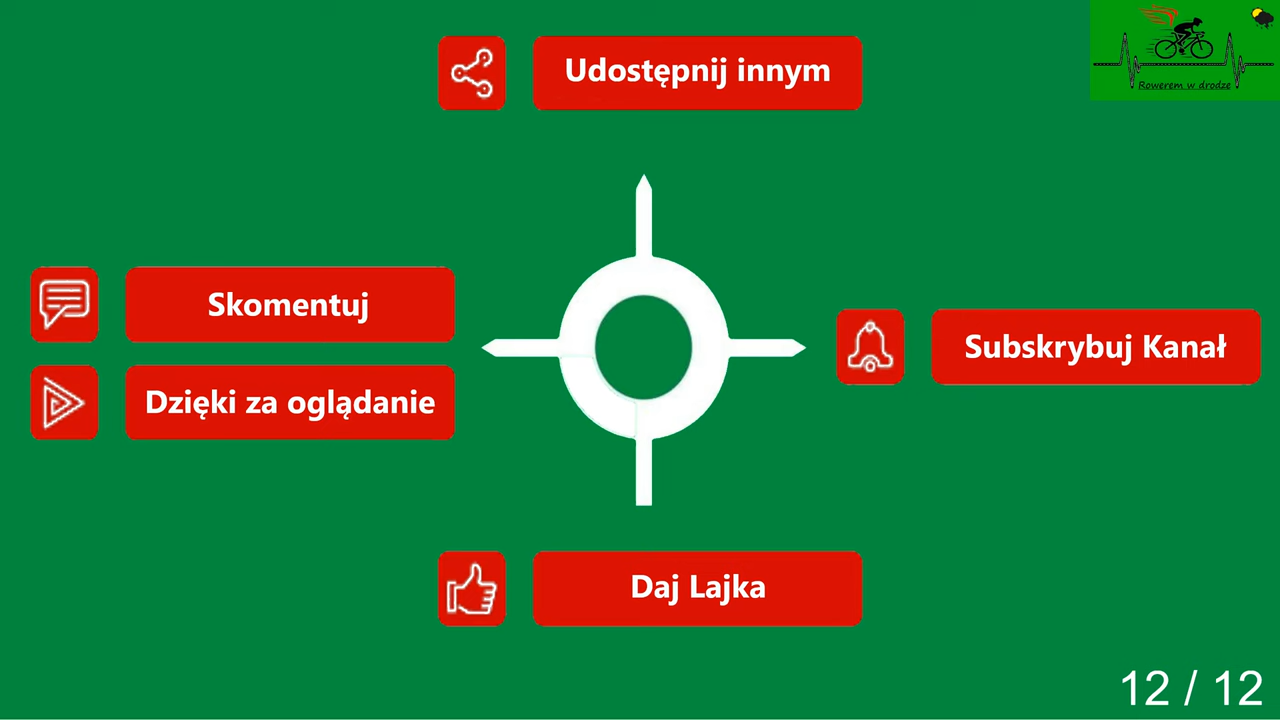 Udostępnij innym
Rowerem w drodze
Skomentuj
Subskrybuj Kanał
Dzięki za oglądanie
Daj Lajka
12 / 12